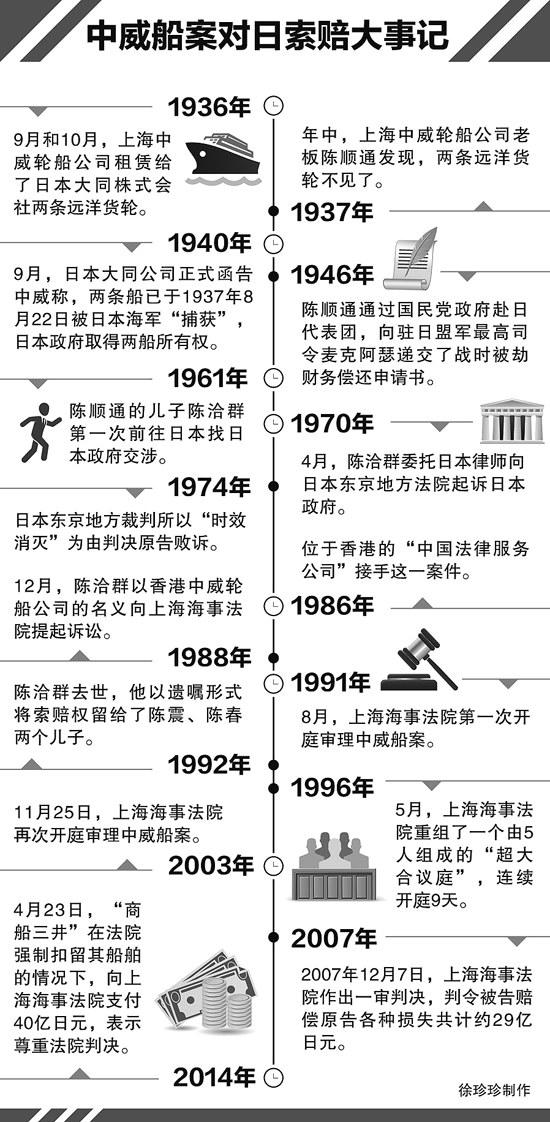 中威船案对日索赔大事记
1936年
9月和10月，上海中
威轮船公司租赁给
了日本大同株式会
社两条远洋货轮。
年中，上海中威轮船公司老
板陈顺通发现，两条远洋货
轮不见了。
1937年
1940年
9月，日本大同公司正式函告
中威称，两条船已于1937年8
月22日被日本海军“捕获”，
日本政府取得两船所有权。
1946年
陈顺通通过国民党政府赴日
代表团，向驻日盟军最高司
令麦克阿瑟递交了战时被劫
财务偿还申请书。
1961年
陈顺通的儿子陈洽群
第一次前往日本找日
本政府交涉。
1970年
4月，陈洽群委托日本律师向
日本东京地方法院起诉日本
政府。
1974年
日本东京地方裁判所以“时效
消灭”为由判决原告败诉。
位于香港的“中国法律服务
公司”接手这一案件。
1986年
12月，陈洽群以香港中威轮
船公司的名义向上海海事法
院提起诉讼。
1988年
1991年
8月，上海海事法院第一次开
庭审理中威船案。
陈洽群去世，他以遗嘱形式
将索赔权留给了陈震、陈春
两个儿子。
1992年
1996年
5月，上海海事法
院重组了一个由5
人组成的“超大
合议庭”，连续
开庭9天。
11月25日，上海海事法院
再次开庭审理中威船案。
2003年
2007年
2007年12月7日，上海海事法
院作出一审判决，判令被告赔
偿原告各种损失共计约29亿
日元。
4月23日，“商
船三井”在法院
强制扣留其船舶
的情况下，向上
海海事法院支付
40亿日元，表示
尊重法院判决。
2014年
徐珍珍制作